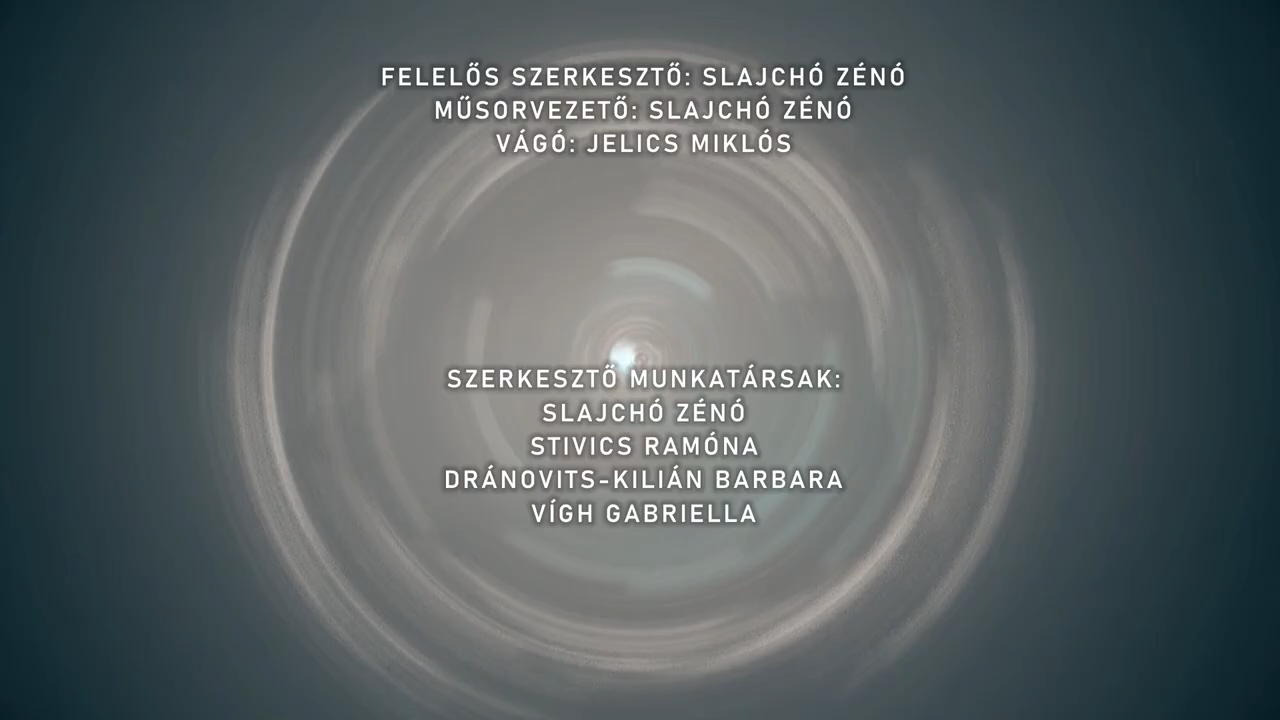 FELELŐS SZERKESZTŐ: SLAJCHÓ ZÉNÓ
MŰSORVEZETŐ: SLAJCHÓ ZÉNÓ
VÁGÓ: JELICS MIKLÓS
SZERKESZTŐ MUNKATÁRSAK:
SLAJCHÓ ZÉNÓ
STIVICS RAMÓNA
DRÁNOVITS-KILIÁN BARBARA
VÍGH GABRIELLA